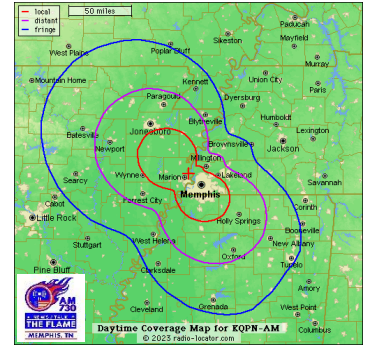 local
distant
fringe
50 miles
Paducah
Sikeston
Mayfield
West Plains
Poplar Bluff
Murray
Mountain Home
Kennett
Union City
Paris
Paragould
Dyersburg
Blytheville
Humboldt
Jonesboro
Lexington
Batesville
Newport
Brownsville
Jackson
Millington
Searcy
Wynne
Marion
Lakeland
Savannah
Memphis
Cabot
Forrest City
Corinth
Little Rock
Holly Springs
Booneville
Stuttgart
West Helena
New Albany
Oxford
Pine Bluff
Clarksdale
Tupelo
Amory
AM
730
NEWS/TALK
THE FLAME
MEMPHIS, TN.
Cleveland
Grenada
West Point
Columbus
Daytime Coverage Map for KQPN-AM
© 2023 radio-locator.com